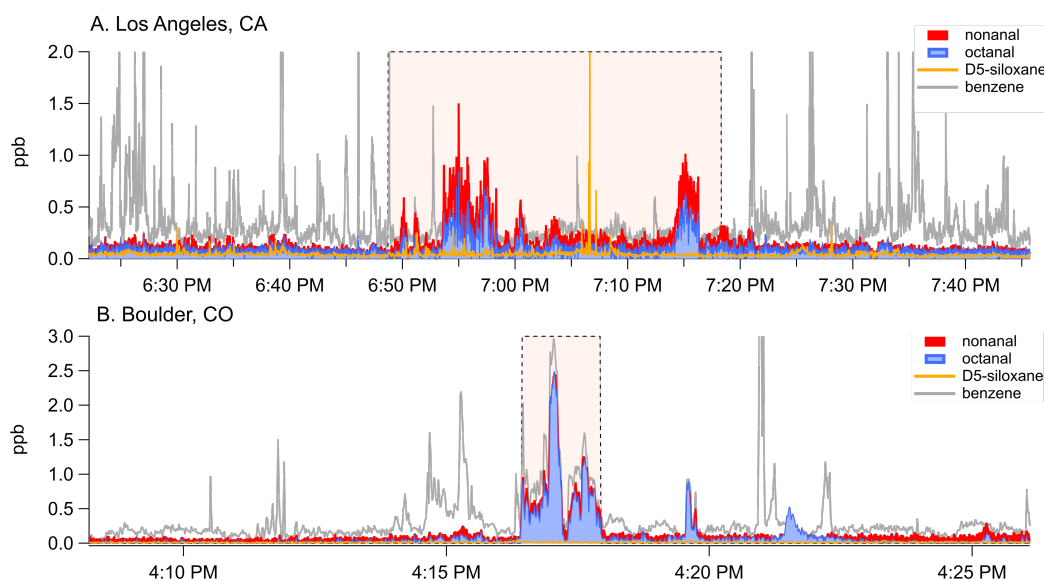 A. Los Angeles, CA
nonanal
octanal
D5-siloxane
benzene
ppb
2.0
1.5
1.0
0.5
0.0
6:30 PM 6:40 PM 6:50 PM 7:00 PM 7:10 PM 7:20 PM 7:30 PM 7:40 PM
B. Boulder, CO
nonanal
octanal
D5-siloxane
benzene
ppb
3.0
2.5
2.0
1.5
1.0
0.5
0.0
4:10 PM 4:15 PM 4:20 PM 4:25 PM